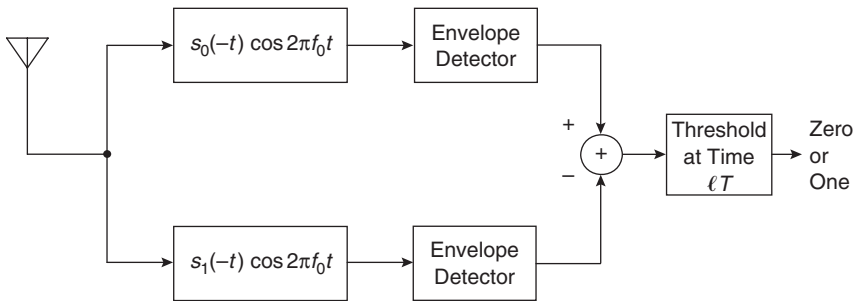 s₀(−t) cos 2πf₀t
Envelope
Detector
+
+
−
Threshold
at Time
ℓT
Zero
or
One
s₁(−t) cos 2πf₀t
Envelope
Detector